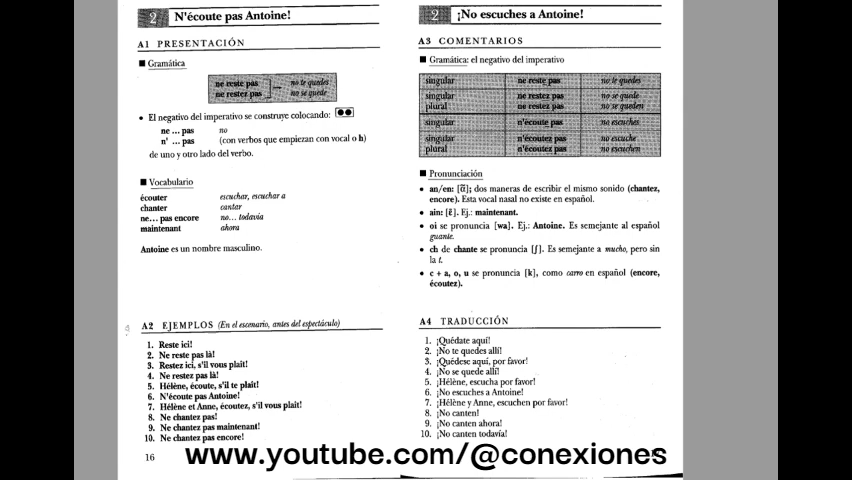 2 N'écoute pas Antoine!
A1 PRESENTACIÓN
■ Gramática
ne reste pas no te quedes
ne restez pas no se quede
• El negativo del imperativo se construye colocando:
ne ... pas no
n' ... pas (con verbos que empiezan con vocal o h)
de uno y otro lado del verbo.
■ Vocabulario
écouter escuchar, escuchar a
chanter cantar
ne... pas encore no... todavía
maintenant ahora
Antoine es un nombre masculino.
A2 EJEMPLOS (En el escenario, antes del espectáculo)
1. Reste ici!
2. Ne reste pas là!
3. Restez ici, s'il vous plait!
4. Ne restez pas là!
5. Hélène, écoute, s'il te plait!
6. N'écoute pas Antoine!
7. Hélène et Anne, écoutez, s'il vous plait!
8. Ne chantez pas!
9. Ne chantez pas maintenant!
10. Ne chantez pas encore!
16
2 ¡No escuches a Antoine!
A3 COMENTARIOS
■ Gramática: el negativo del imperativo
singular ne reste pas no te quedes
singular ne restez pas no se quede
plural ne restez pas no se queden
singular n'écoute pas no escuches
singular n'écoutez pas no escuche
plural n'écoutez pas no escuchen
■ Pronunciación
• an/en: [ɑ̃]; dos maneras de escribir el mismo sonido (chantez,
encore). Esta vocal nasal no existe en español.
• ain: [ɛ̃]. Ej.: maintenant.
• oi se pronuncia [wa]. Ej.: Antoine. Es semejante al español
guante.
• ch de chante se pronuncia [ʃ]. Es semejante a mucho, pero sin
la t.
• c + a, o, u se pronuncia [k], como carro en español (encore,
écoutez).
A4 TRADUCCIÓN
1. ¡Quédate aquí!
2. ¡No te quedes allí!
3. ¡Quédese aquí, por favor!
4. ¡No se quede allí!
5. ¡Hélène, escucha por favor!
6. ¡No escuches a Antoine!
7. ¡Hélène y Anne, escuchen por favor!
8. ¡No canten!
9. ¡No canten ahora!
10. ¡No canten todavía!
www.youtube.com/@conexiones